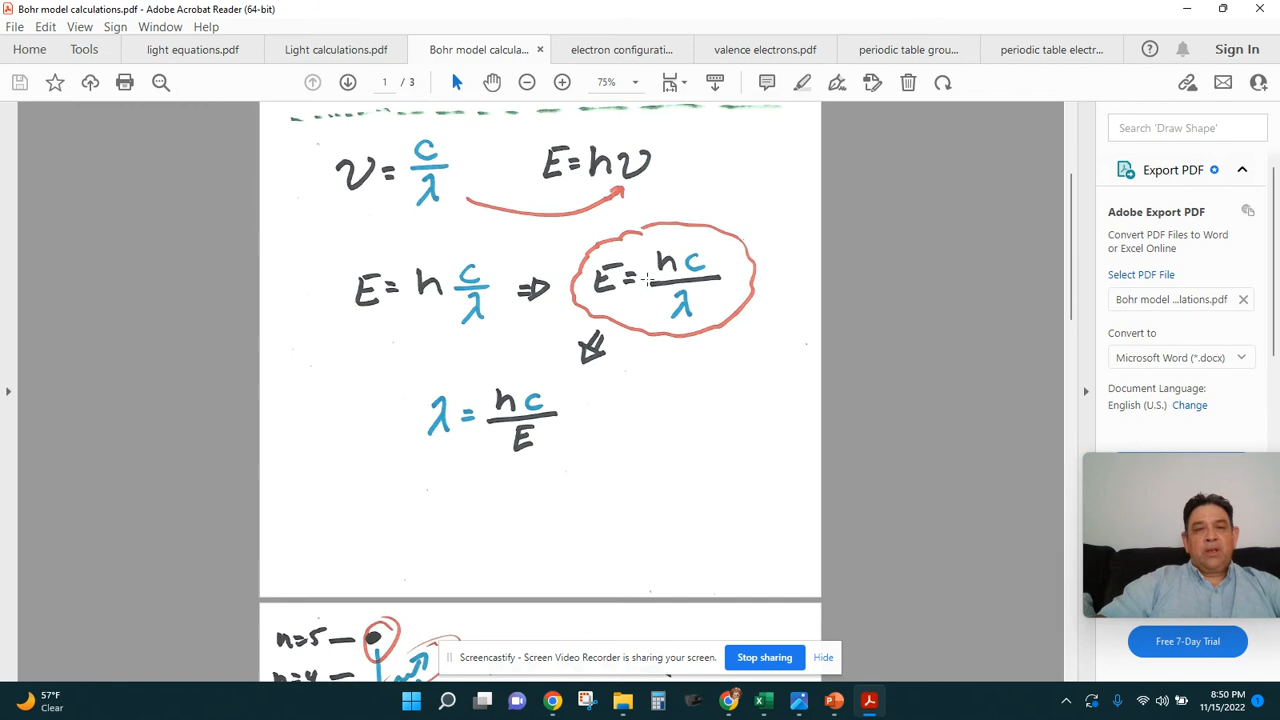 Bohr model calculations.pdf - Adobe Acrobat Reader (64-bit)
File Edit View Sign Window Help
Home Tools light equations.pdf Light calculations.pdf Bohr model calcula... × electron configurati... valence electrons.pdf periodic table grou... periodic table electr... Sign In
1 / 3 75%
ν = c/λ E = hν
E = h c/λ ⇒ E = hc/λ
λ = hc/E
n=5 —
n=4 —
Search 'Draw Shape'
Export PDF
Adobe Export PDF
Convert PDF Files to Word
or Excel Online
Select PDF File
Bohr model ...lations.pdf ×
Convert to
Microsoft Word (*.docx)
Document Language:
English (U.S.) Change
Free 7-Day Trial
Screencastify - Screen Video Recorder is sharing your screen. Stop sharing Hide
57°F
Clear
8:50 PM
11/15/2022